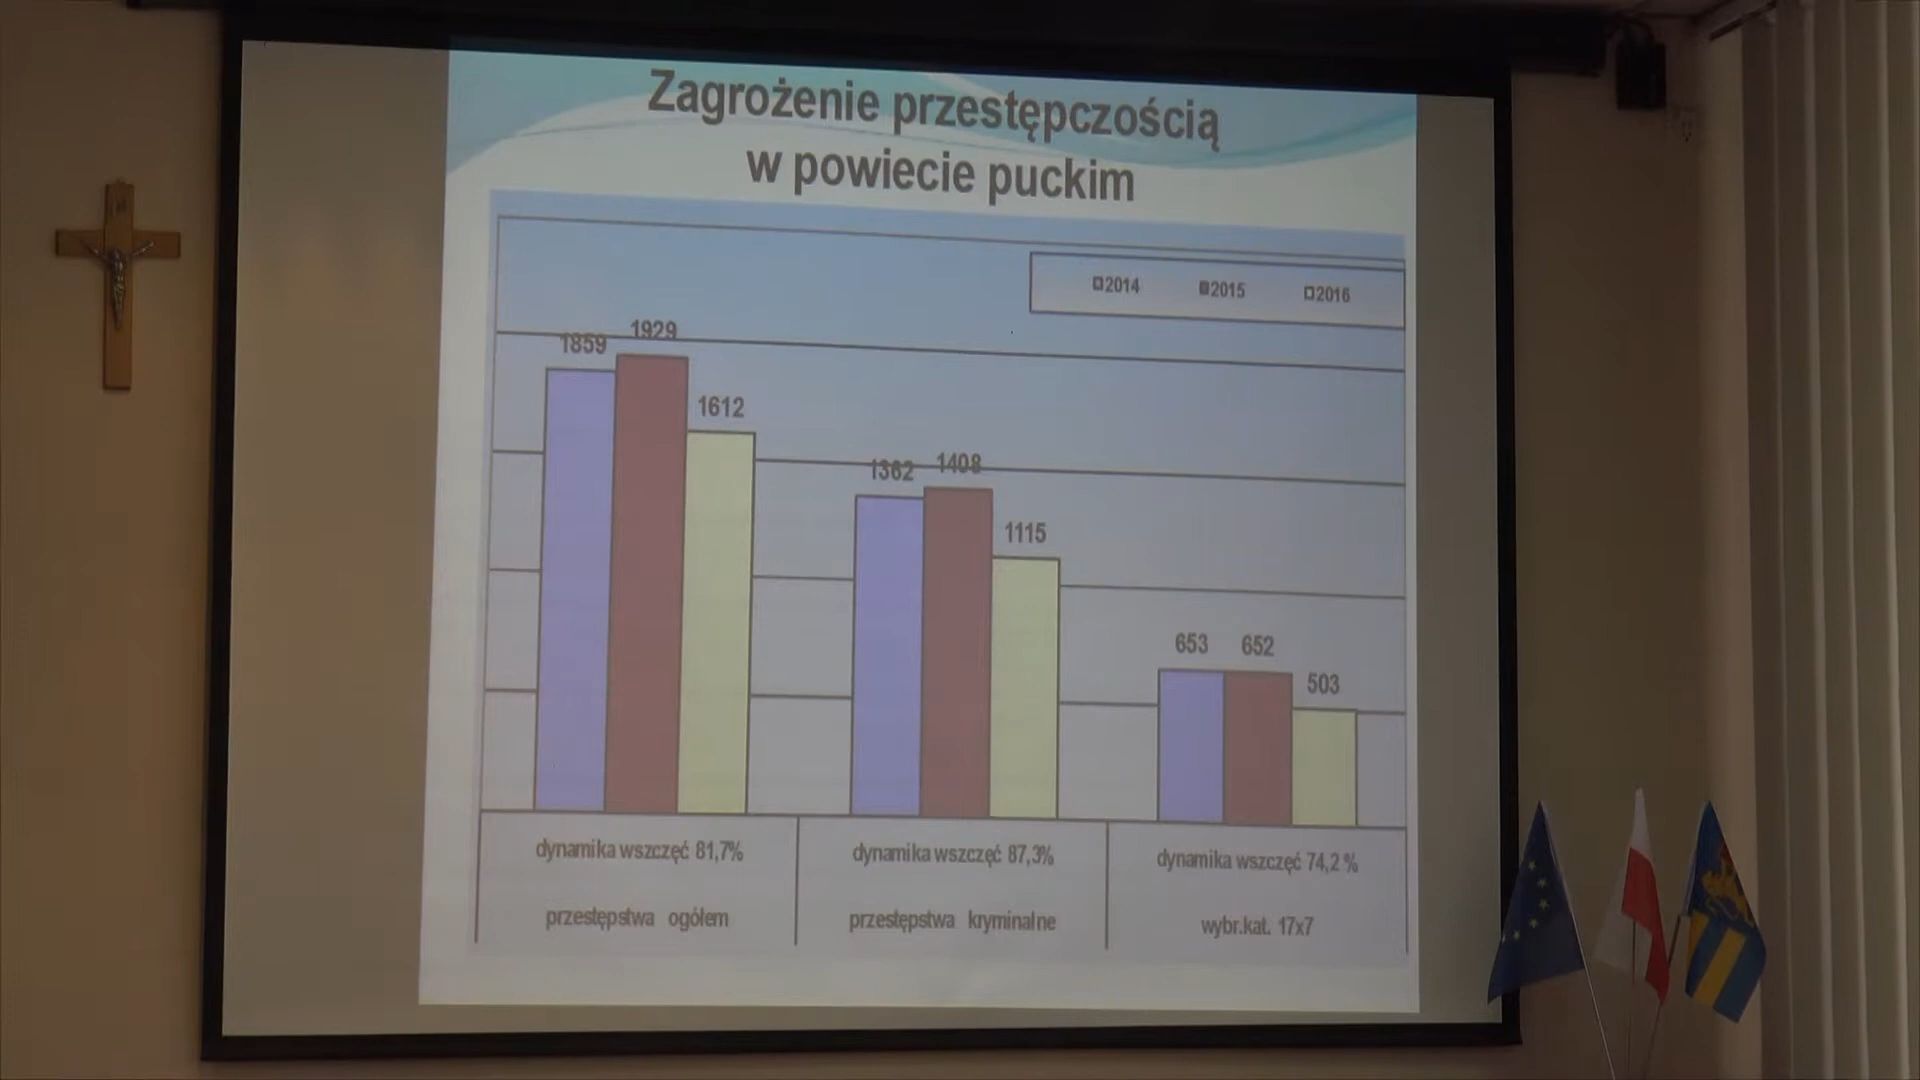 Zagrożenie przestępczością
w powiecie puckim
2014 2015 2016
1859 1929 1612
1362 1408 1115
653 652 503
dynamika wszczęć 81,7% dynamika wszczęć 87,3% dynamika wszczęć 74,2 %
przestępstwa ogółem przestępstwa kryminalne wybr.kat. 17x7